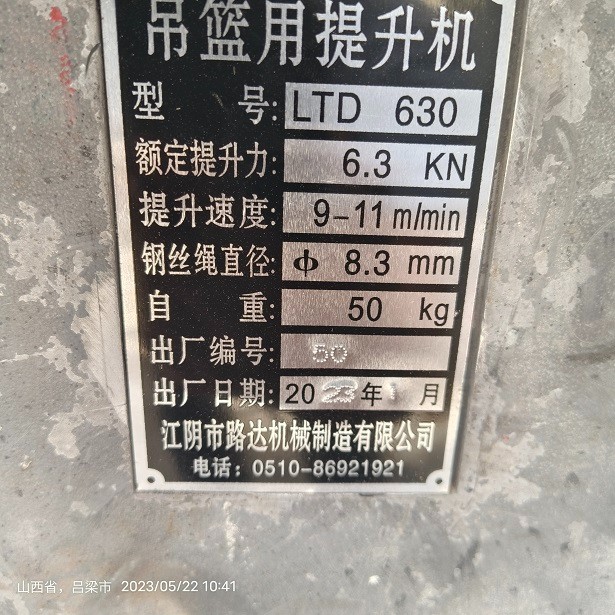 吊篮用提升机
型 号: LTD 630
额定提升力: 6.3 KN
提升速度: 9-11 m/min
钢丝绳直径: ф 8.3 mm
自 重: 50 kg
出厂编号: 50
出厂日期: 2023年1月
江阴市路达机械制造有限公司
电话: 0510-86921921
山西省，吕梁市 2023/05/22 10:41